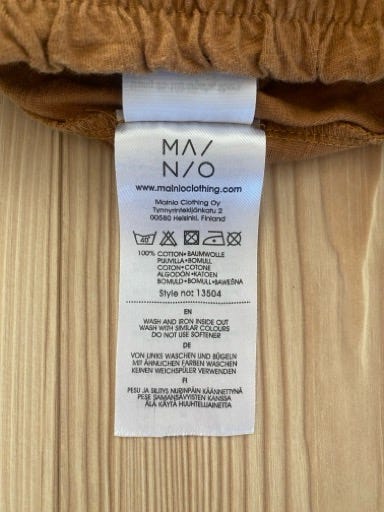 MA/
N/O
www.mainioclothing.com
Mainio Clothing Oy
Tynnyrintekijänkatu 2
00580 Helsinki, Finland
40
100% COTTON•BAUMWOLLE
PUUVILLA•BOMULL
COTON•COTONE
ALGODÓN•KATOEN
BOMULD•BOMULL•BAWEŁNA
Style no: 13504
EN
WASH AND IRON INSIDE OUT
WASH WITH SIMILAR COLOURS
DO NOT USE SOFTENER
DE
VON LINKS WASCHEN UND BÜGELN
MIT ÄHNLICHEN FARBEN WASCHEN
KEINEN WEICHSPÜLER VERWENDEN
FI
PESU JA SILITYS NURINPÄIN KÄÄNNETTYNÄ
PESE SAMANSÄVYISTEN KANSSA
ÄLÄ KÄYTÄ HUUHTELUAINETTA